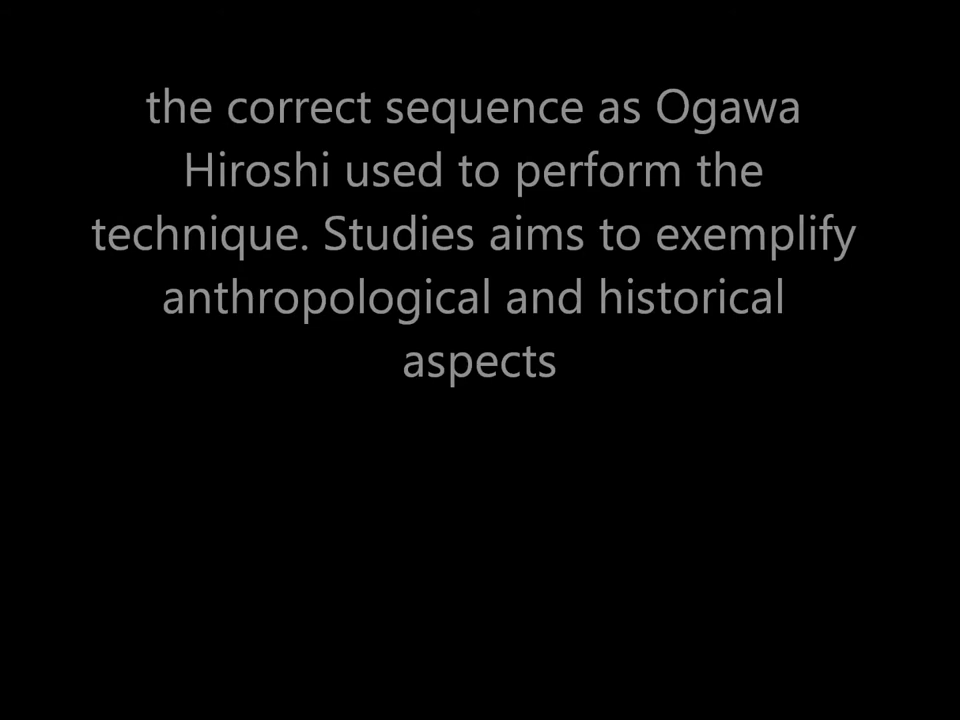 the correct sequence as Ogawa
Hiroshi used to perform the
technique. Studies aims to exemplify
anthropological and historical
aspects